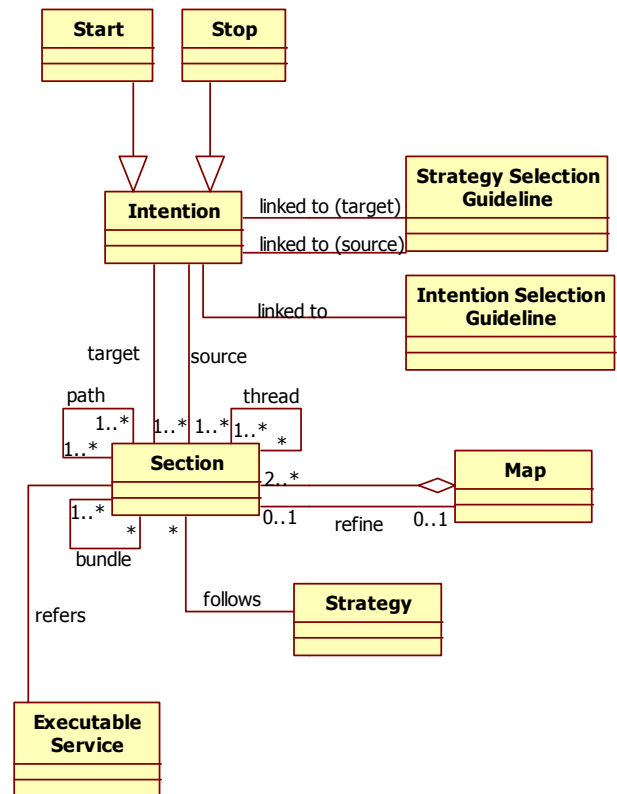 Start
Stop
Strategy Selection
Guideline
Intention
linked to (target)
linked to (source)
Intention Selection
Guideline
linked to
target
source
path
thread
1..*
1..*
1..*
1..*
1..*
*
Section
Map
2..*
1..*
0..1
0..1
*
*
refine
bundle
follows
Strategy
refers
Executable
Service